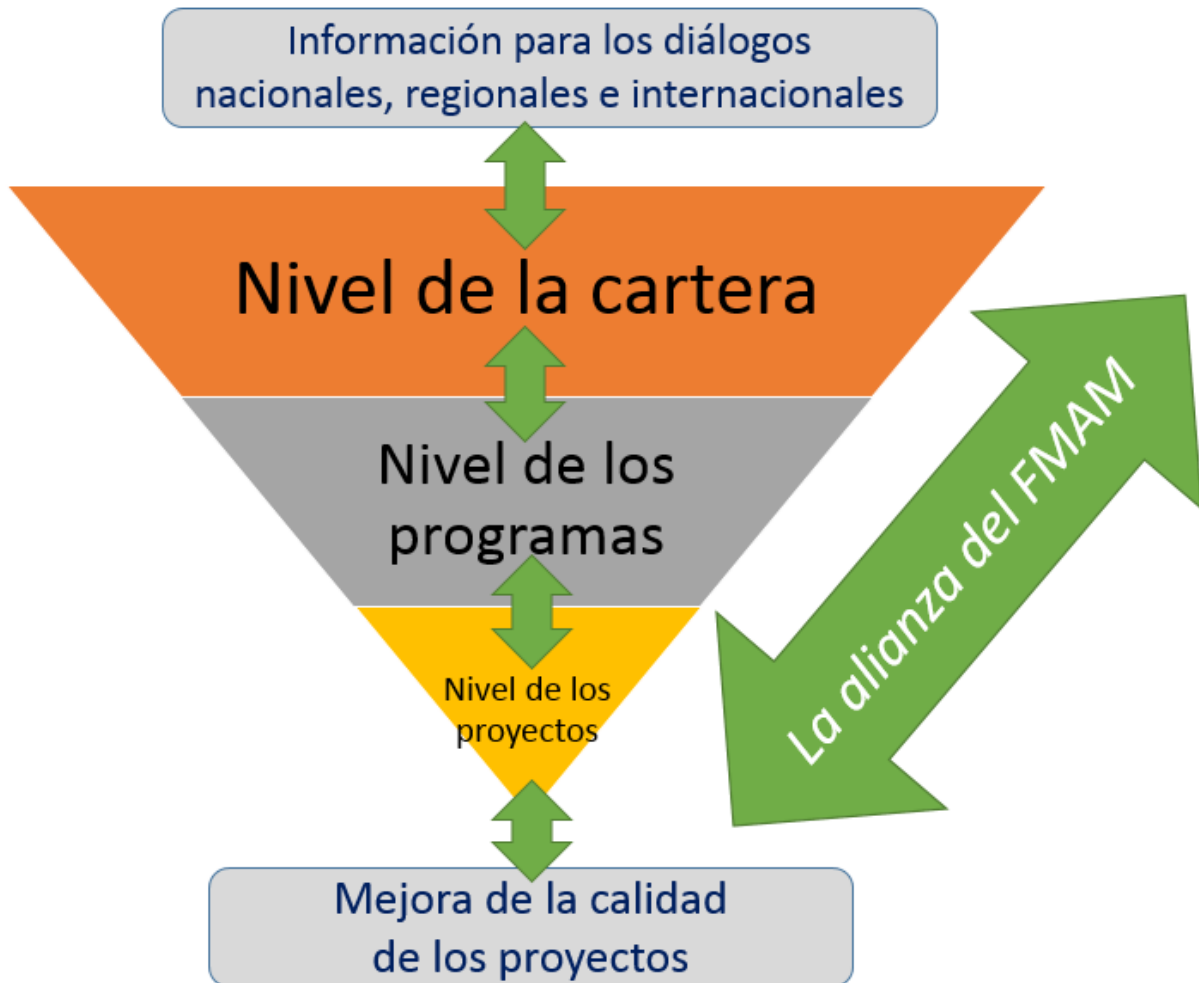 Información para los diálogos
nacionales, regionales e internacionales
Nivel de la cartera
Nivel de los
programas
Nivel de los
proyectos
La alianza del FMAM
Mejora de la calidad
de los proyectos